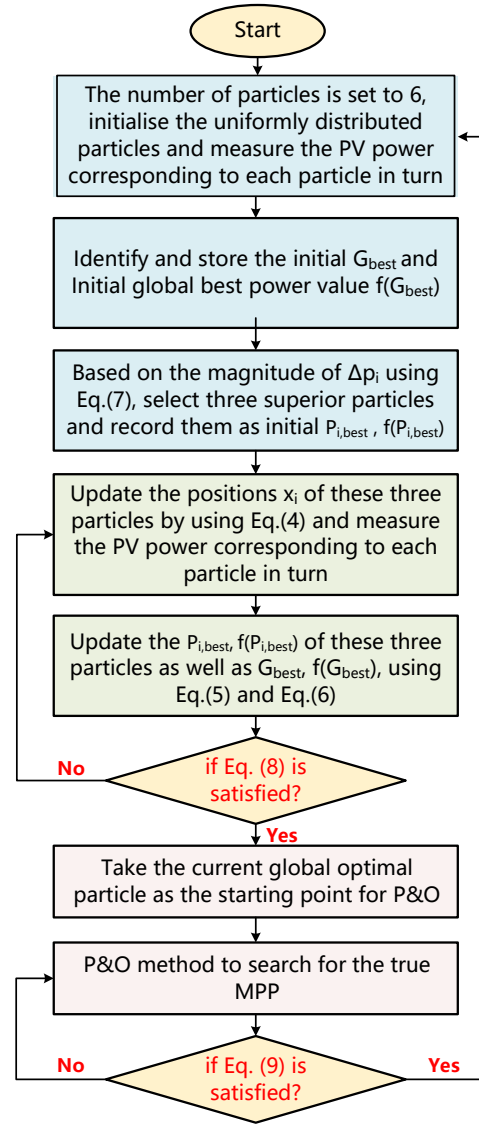 Start
The number of particles is set to 6,
initialise the uniformly distributed
particles and measure the PV power
corresponding to each particle in turn
Identify and store the initial Gbest and
Initial global best power value f(Gbest)
Based on the magnitude of Δpi using
Eq.(7), select three superior particles
and record them as initial Pi,best , f(Pi,best)
Update the positions xi of these three
particles by using Eq.(4) and measure
the PV power corresponding to each
particle in turn
Update the Pi,best, f(Pi,best) of these three
particles as well as Gbest, f(Gbest), using
Eq.(5) and Eq.(6)
No
if Eq. (8) is
satisfied?
Yes
Take the current global optimal
particle as the starting point for P&O
P&O method to search for the true
MPP
No
if Eq. (9) is
satisfied?
Yes